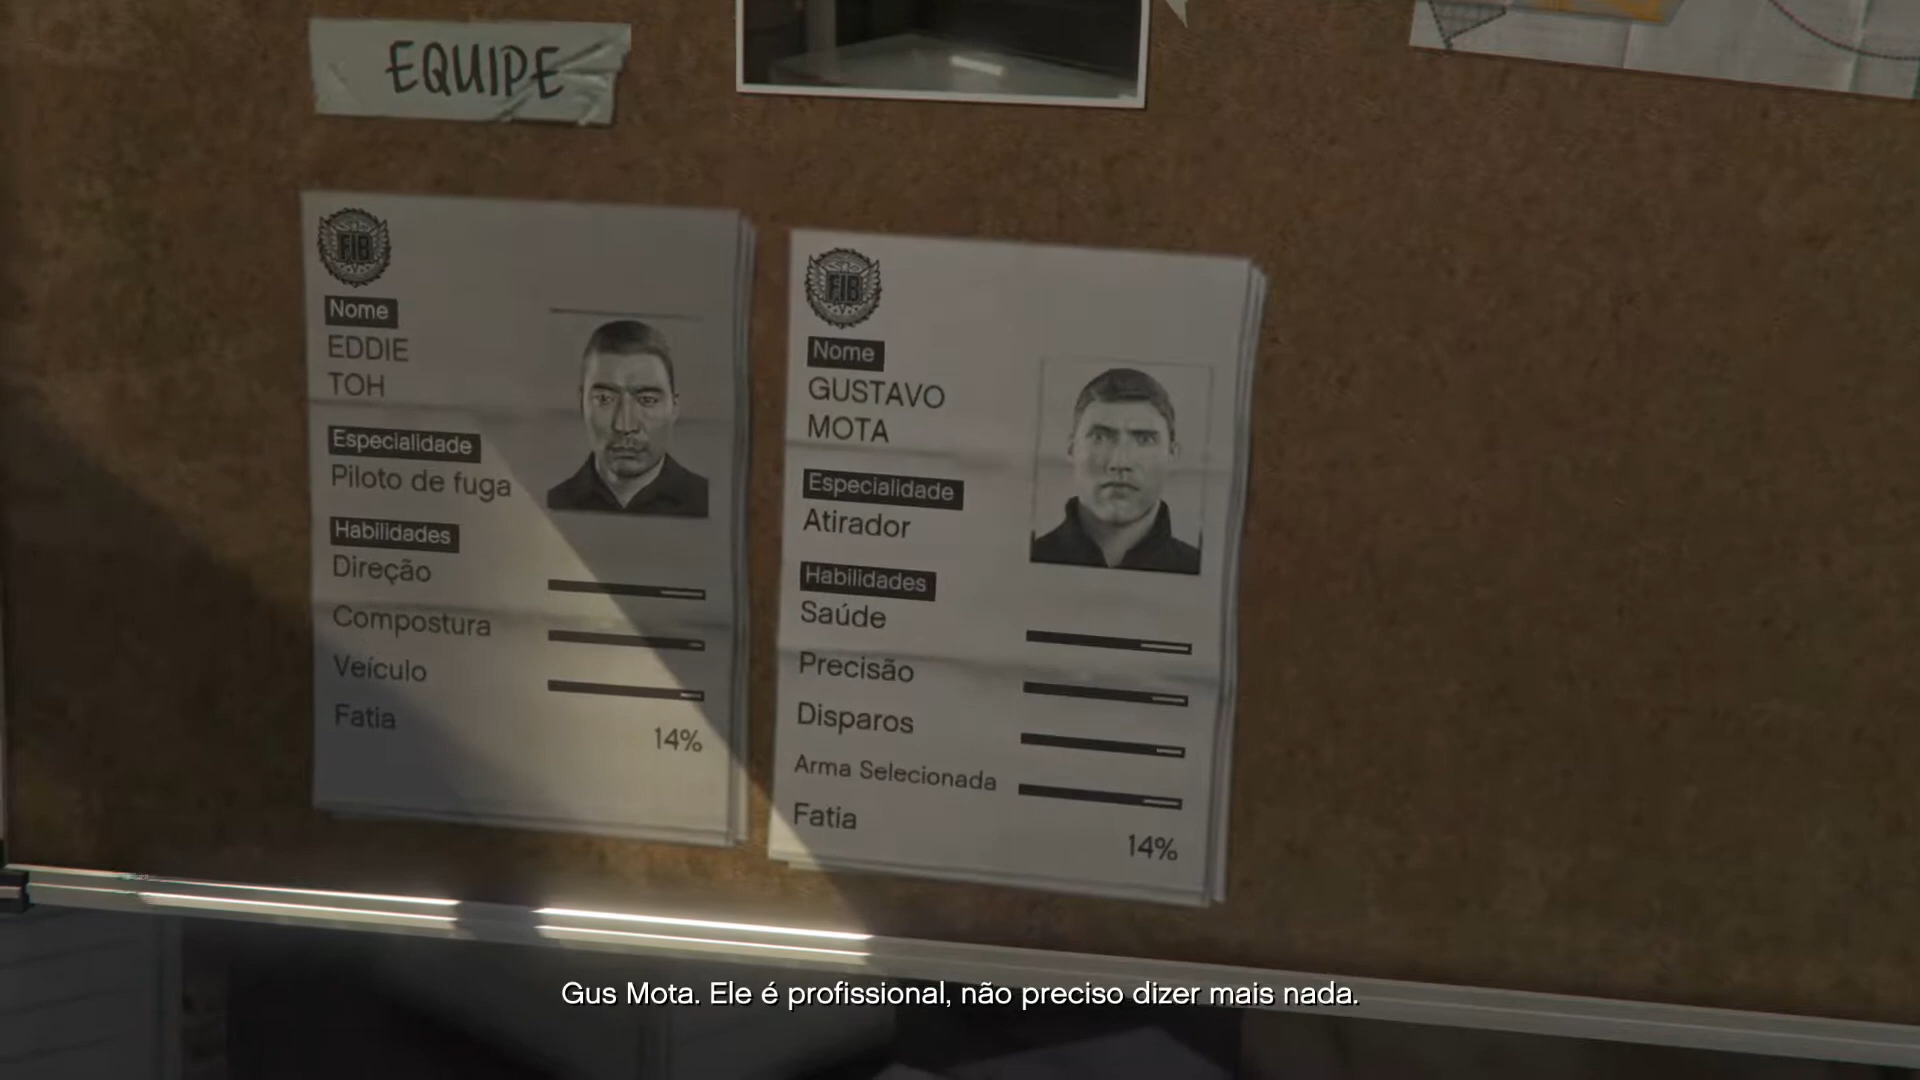 EQUIPE
FIB
Nome
EDDIE
TOH
Especialidade
Piloto de fuga
Habilidades
Direção
Compostura
Veículo
Fatia
14%
FIB
Nome
GUSTAVO
MOTA
Especialidade
Atirador
Habilidades
Saúde
Precisão
Disparos
Arma Selecionada
Fatia
14%
Gus Mota. Ele é profissional, não preciso dizer mais nada.